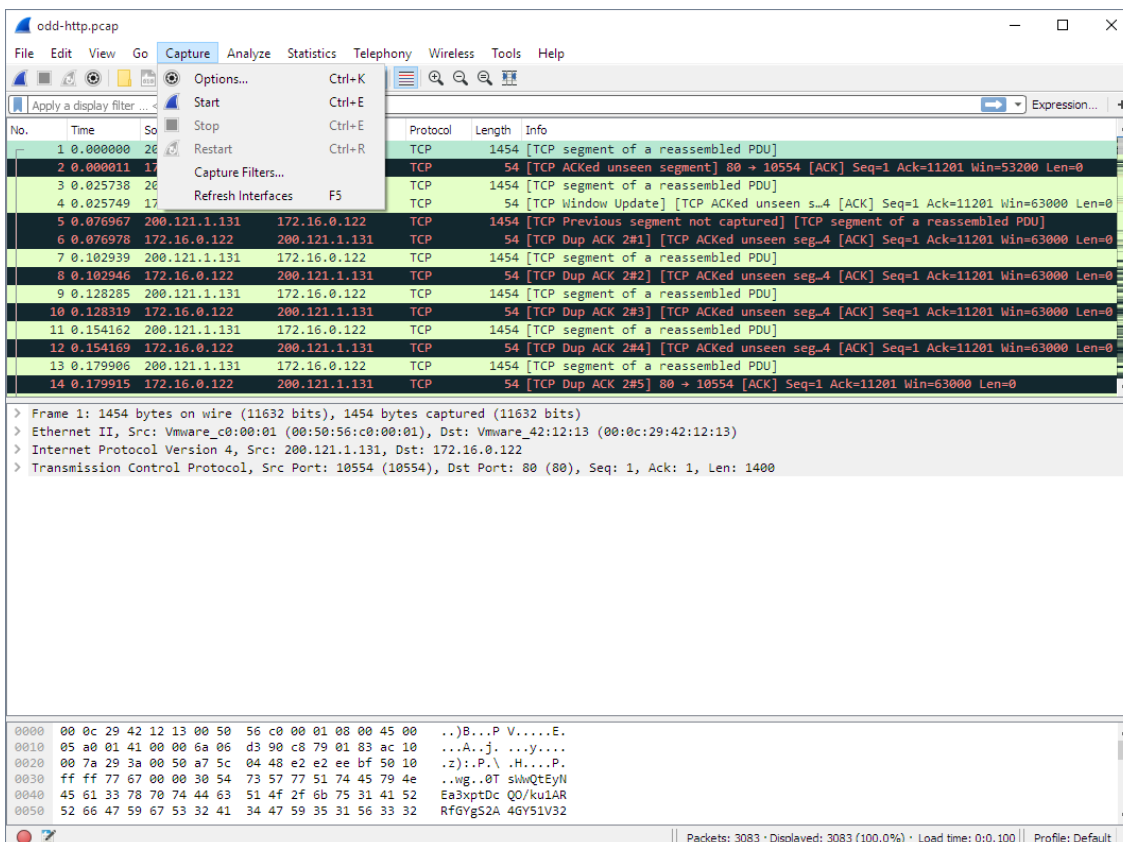 odd-http.pcap
File Edit View Go Capture Analyze Statistics Telephony Wireless Tools Help
Options... Ctrl+K
Start Ctrl+E
Stop Ctrl+E
Restart Ctrl+R
Capture Filters...
Refresh Interfaces F5
Apply a display filter ... < Expression... +
No. Time So Protocol Length Info
1 0.000000 20 TCP 1454 [TCP segment of a reassembled PDU]
2 0.000011 17 TCP 54 [TCP ACKed unseen segment] 80 → 10554 [ACK] Seq=1 Ack=11201 Win=53200 Len=0
3 0.025738 20 TCP 1454 [TCP segment of a reassembled PDU]
4 0.025749 17 TCP 54 [TCP Window Update] [TCP ACKed unseen s…4 [ACK] Seq=1 Ack=11201 Win=63000 Len=0
5 0.076967 200.121.1.131 172.16.0.122 TCP 1454 [TCP Previous segment not captured] [TCP segment of a reassembled PDU]
6 0.076978 172.16.0.122 200.121.1.131 TCP 54 [TCP Dup ACK 2#1] [TCP ACKed unseen seg…4 [ACK] Seq=1 Ack=11201 Win=63000 Len=0
7 0.102939 200.121.1.131 172.16.0.122 TCP 1454 [TCP segment of a reassembled PDU]
8 0.102946 172.16.0.122 200.121.1.131 TCP 54 [TCP Dup ACK 2#2] [TCP ACKed unseen seg…4 [ACK] Seq=1 Ack=11201 Win=63000 Len=0
9 0.128285 200.121.1.131 172.16.0.122 TCP 1454 [TCP segment of a reassembled PDU]
10 0.128319 172.16.0.122 200.121.1.131 TCP 54 [TCP Dup ACK 2#3] [TCP ACKed unseen seg…4 [ACK] Seq=1 Ack=11201 Win=63000 Len=0
11 0.154162 200.121.1.131 172.16.0.122 TCP 1454 [TCP segment of a reassembled PDU]
12 0.154169 172.16.0.122 200.121.1.131 TCP 54 [TCP Dup ACK 2#4] [TCP ACKed unseen seg…4 [ACK] Seq=1 Ack=11201 Win=63000 Len=0
13 0.179906 200.121.1.131 172.16.0.122 TCP 1454 [TCP segment of a reassembled PDU]
14 0.179915 172.16.0.122 200.121.1.131 TCP 54 [TCP Dup ACK 2#5] 80 → 10554 [ACK] Seq=1 Ack=11201 Win=63000 Len=0
> Frame 1: 1454 bytes on wire (11632 bits), 1454 bytes captured (11632 bits)
> Ethernet II, Src: Vmware_c0:00:01 (00:50:56:c0:00:01), Dst: Vmware_42:12:13 (00:0c:29:42:12:13)
> Internet Protocol Version 4, Src: 200.121.1.131, Dst: 172.16.0.122
> Transmission Control Protocol, Src Port: 10554 (10554), Dst Port: 80 (80), Seq: 1, Ack: 1, Len: 1400
0000 00 0c 29 42 12 13 00 50 56 c0 00 01 08 00 45 00 ..)B...P V.....E.
0010 05 a0 01 41 00 00 6a 06 d3 90 c8 79 01 83 ac 10 ...A..j. ...y....
0020 00 7a 29 3a 00 50 a7 5c 04 48 e2 e2 ee bf 50 10 .z):.P.\ .H....P.
0030 ff ff 77 67 00 00 30 54 73 57 77 51 74 45 79 4e ..wg..0T sWwQtEyN
0040 45 61 33 78 70 74 44 63 51 4f 2f 6b 75 31 41 52 Ea3xptDc QO/ku1AR
0050 52 66 47 59 67 53 32 41 34 47 59 35 31 56 33 32 RfGYgS2A 4GY51V32
Packets: 3083 · Displayed: 3083 (100.0%) · Load time: 0:0.100 Profile: Default